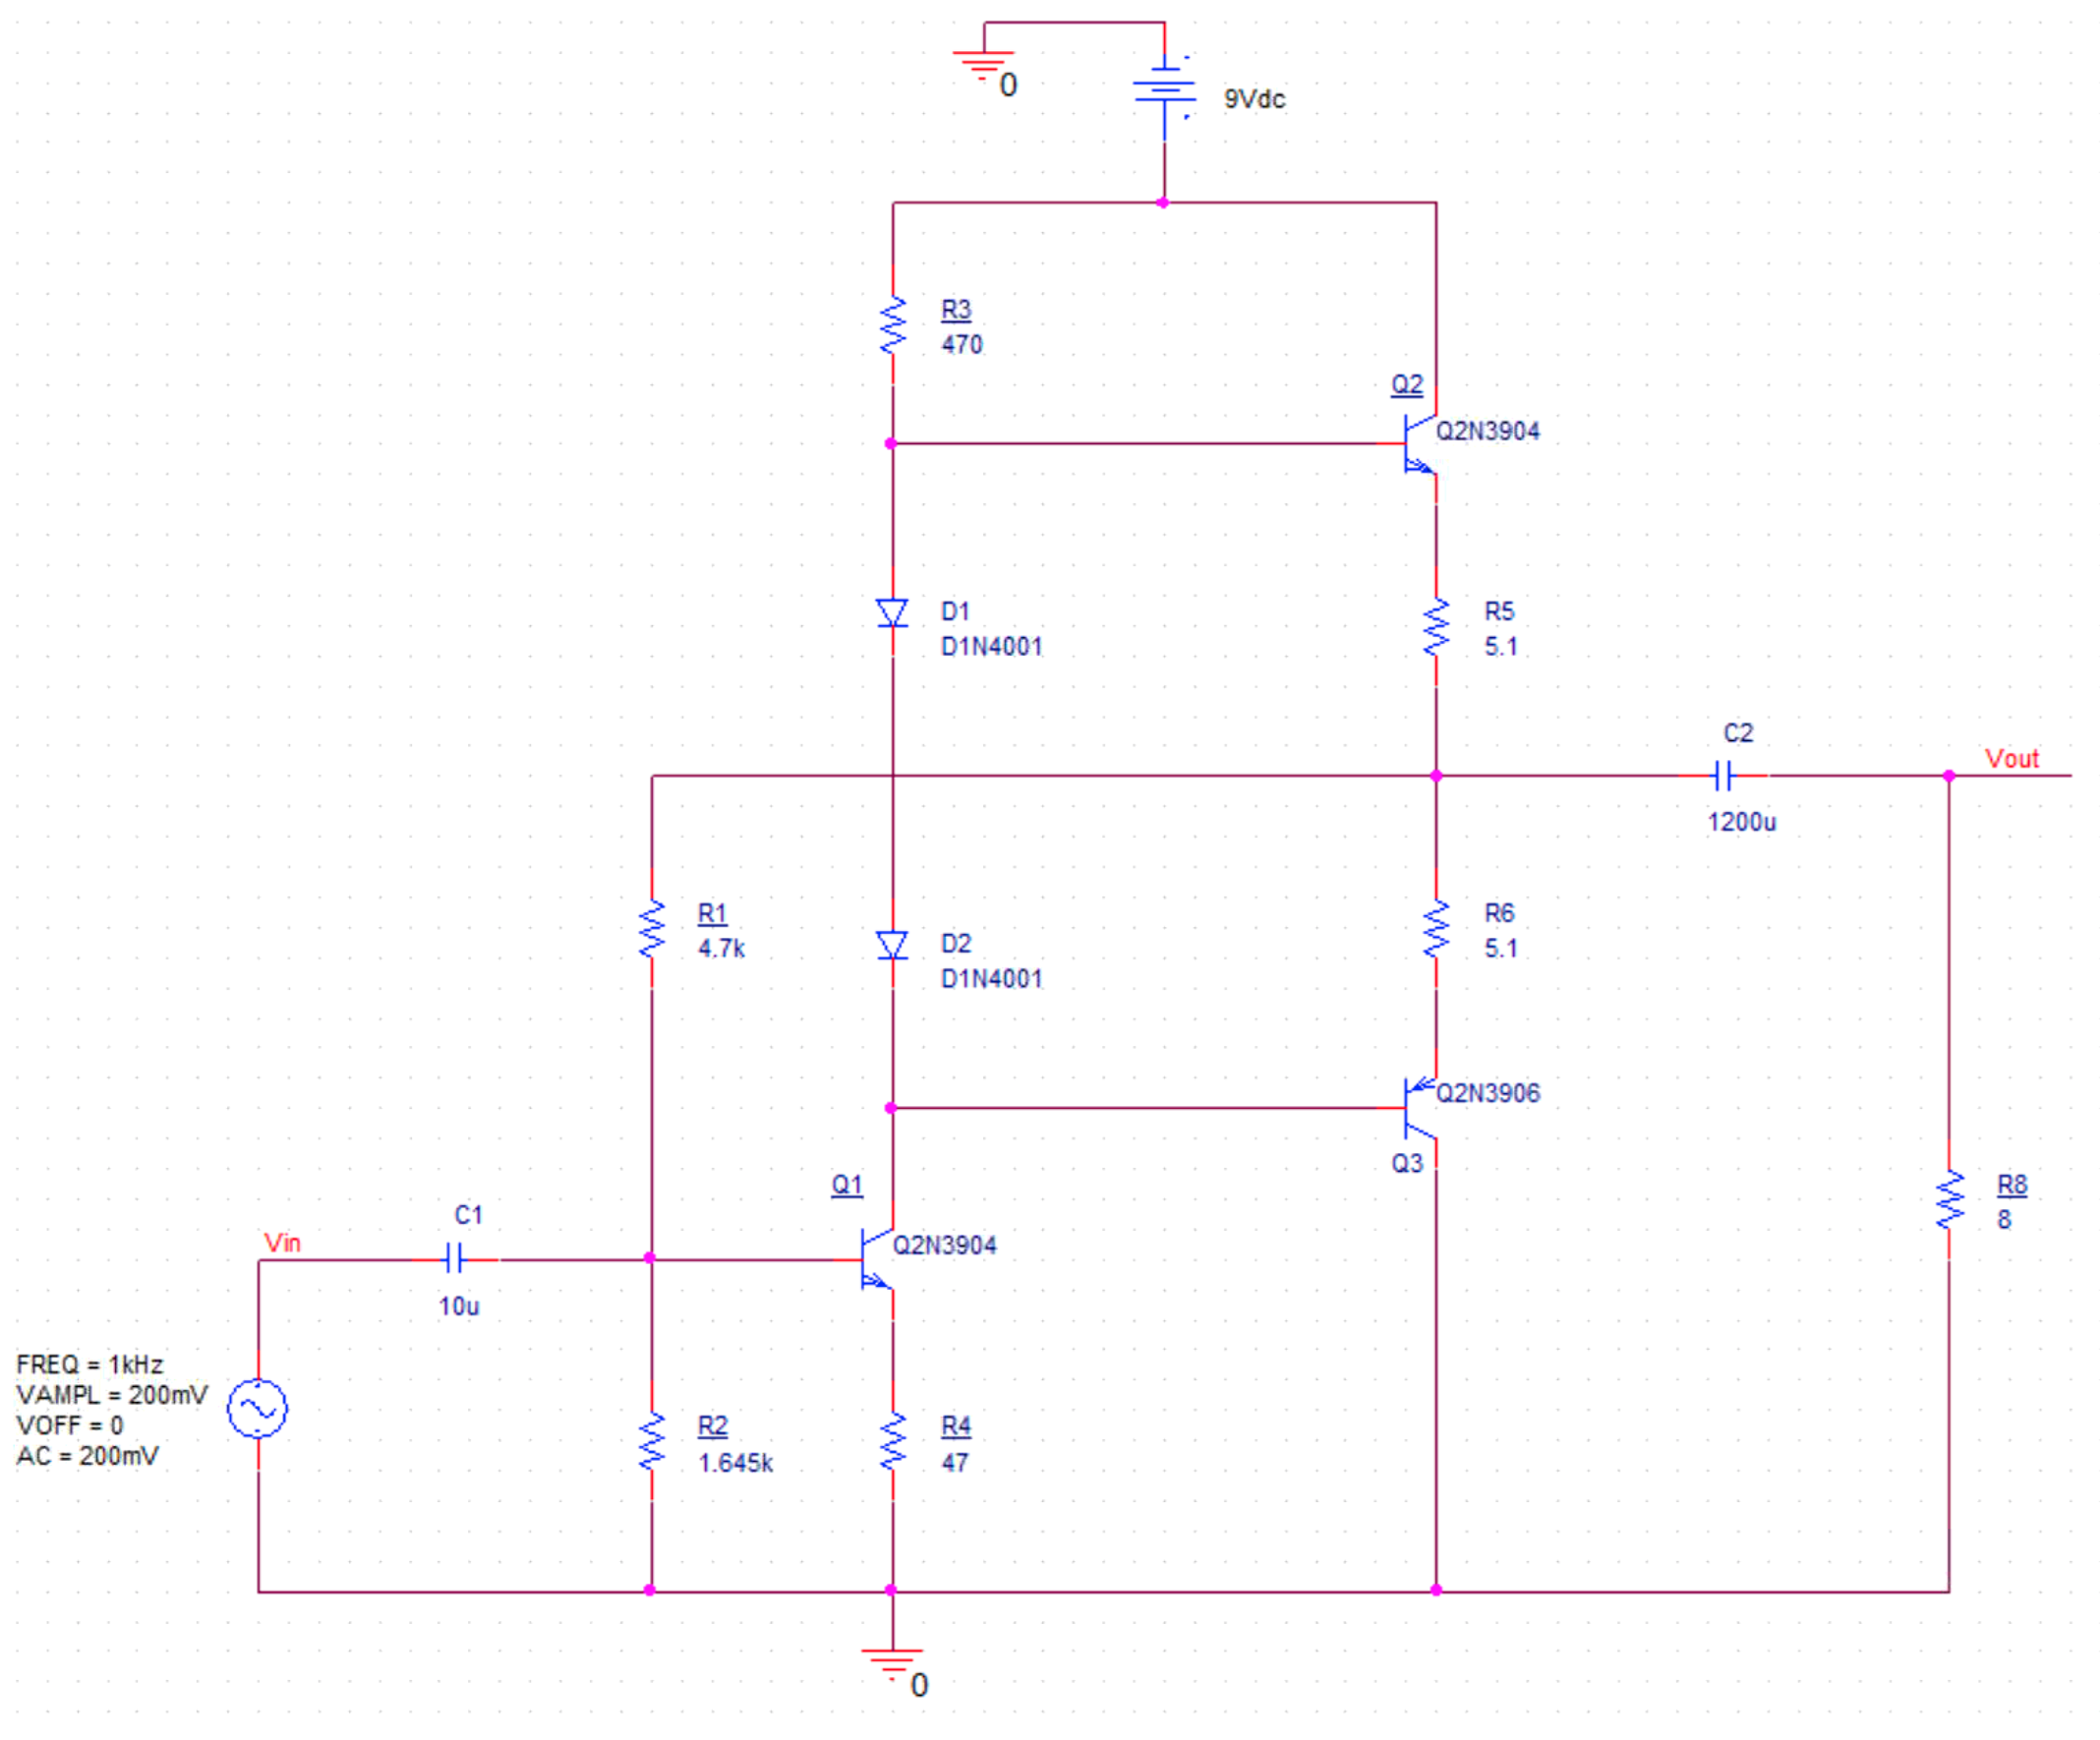 0
9Vdc
R3
470
Q2
Q2N3904
D1
D1N4001
R5
5.1
C2
Vout
1200u
R1
4.7k
D2
D1N4001
R6
5.1
Q2N3906
Q3
Q1
Q2N3904
C1
Vin
10u
R8
8
FREQ = 1kHz
VAMPL = 200mV
VOFF = 0
AC = 200mV
R2
1.645k
R4
47
0